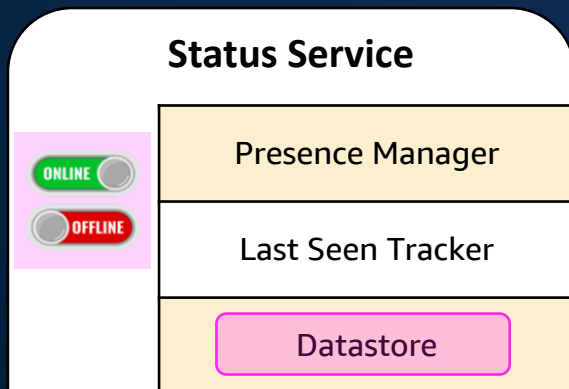 Status Service
ONLINE
OFFLINE
Presence Manager
Last Seen Tracker
Datastore